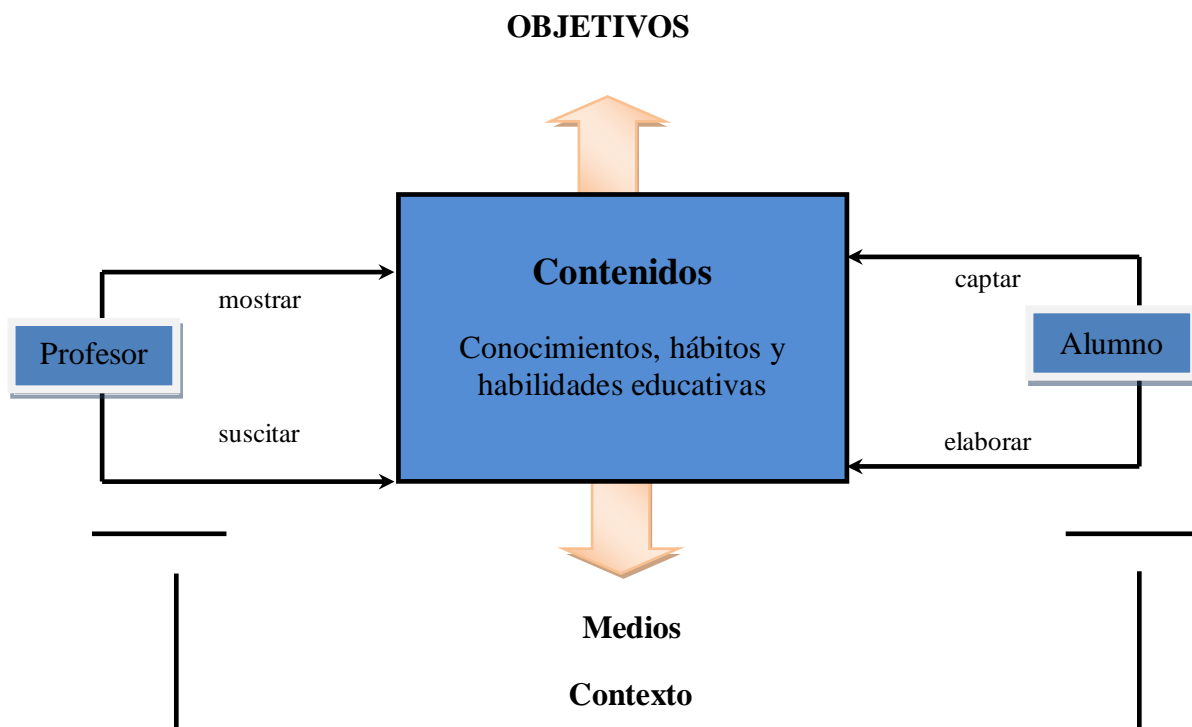 OBJETIVOS
Contenidos
mostrar
captar
Profesor
Conocimientos, hábitos y
habilidades educativas
Alumno
suscitar
elaborar
Medios
Contexto